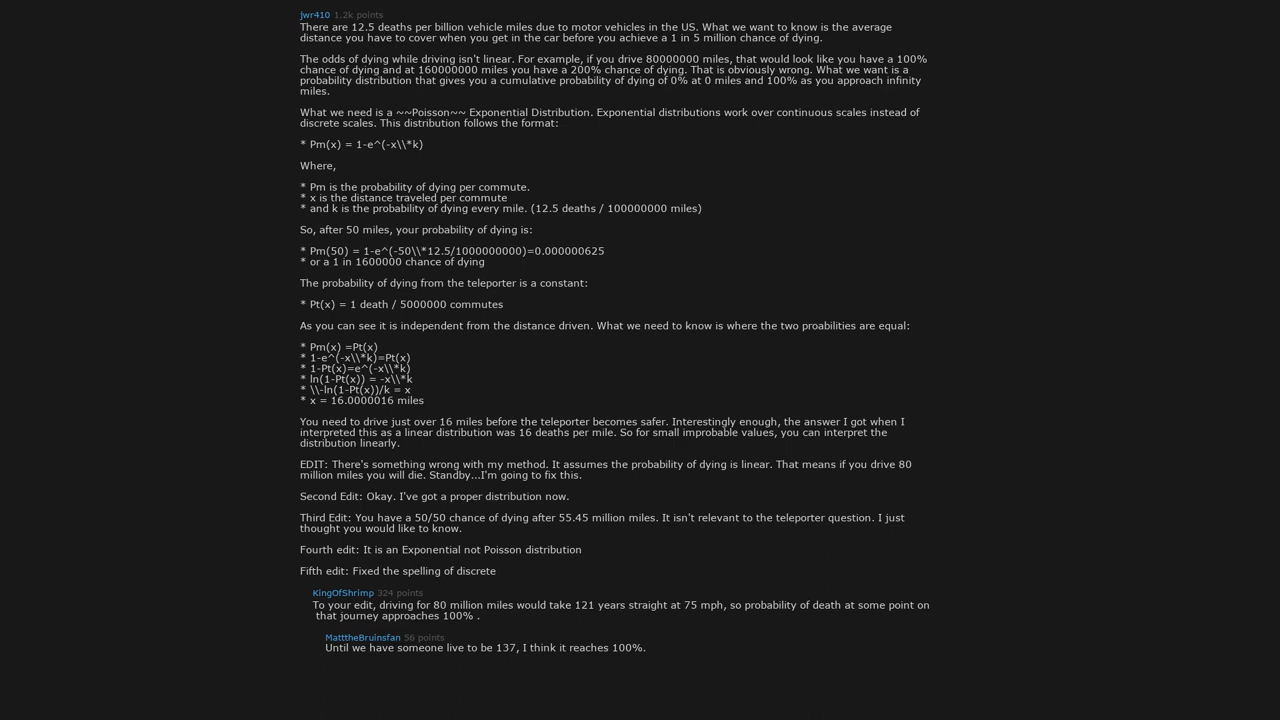 jwr410 1.2k points
There are 12.5 deaths per billion vehicle miles due to motor vehicles in the US. What we want to know is the average
distance you have to cover when you get in the car before you achieve a 1 in 5 million chance of dying.
The odds of dying while driving isn't linear. For example, if you drive 80000000 miles, that would look like you have a 100%
chance of dying and at 160000000 miles you have a 200% chance of dying. That is obviously wrong. What we want is a
probability distribution that gives you a cumulative probability of dying of 0% at 0 miles and 100% as you approach infinity
miles.
What we need is a ~~Poisson~~ Exponential Distribution. Exponential distributions work over continuous scales instead of
discrete scales. This distribution follows the format:
* Pm(x) = 1-e^(-x\\*k)
Where,
* Pm is the probability of dying per commute.
* x is the distance traveled per commute
* and k is the probability of dying every mile. (12.5 deaths / 100000000 miles)
So, after 50 miles, your probability of dying is:
* Pm(50) = 1-e^(-50\\*12.5/1000000000)=0.000000625
* or a 1 in 1600000 chance of dying
The probability of dying from the teleporter is a constant:
* Pt(x) = 1 death / 5000000 commutes
As you can see it is independent from the distance driven. What we need to know is where the two proabilities are equal:
* Pm(x) =Pt(x)
* 1-e^(-x\\*k)=Pt(x)
* 1-Pt(x)=e^(-x\\*k)
* ln(1-Pt(x)) = -x\\*k
* \\-ln(1-Pt(x))/k = x
* x = 16.0000016 miles
You need to drive just over 16 miles before the teleporter becomes safer. Interestingly enough, the answer I got when I
interpreted this as a linear distribution was 16 deaths per mile. So for small improbable values, you can interpret the
distribution linearly.
EDIT: There's something wrong with my method. It assumes the probability of dying is linear. That means if you drive 80
million miles you will die. Standby...I'm going to fix this.
Second Edit: Okay. I've got a proper distribution now.
Third Edit: You have a 50/50 chance of dying after 55.45 million miles. It isn't relevant to the teleporter question. I just
thought you would like to know.
Fourth edit: It is an Exponential not Poisson distribution
Fifth edit: Fixed the spelling of discrete
KingOfShrimp 324 points
To your edit, driving for 80 million miles would take 121 years straight at 75 mph, so probability of death at some point on
that journey approaches 100% .
MatttheBruinsfan 56 points
Until we have someone live to be 137, I think it reaches 100%.